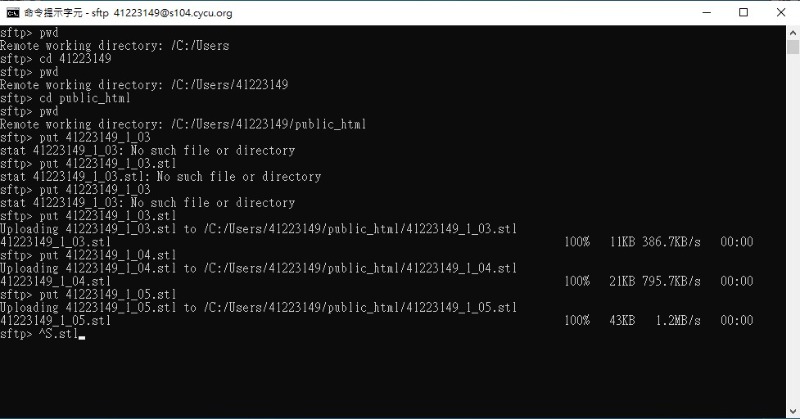 命令提示字元 - sftp 41223149@s104.cycu.org
sftp> pwd
Remote working directory: /C:/Users
sftp> cd 41223149
sftp> pwd
Remote working directory: /C:/Users/41223149
sftp> cd public_html
sftp> pwd
Remote working directory: /C:/Users/41223149/public_html
sftp> put 41223149_1_03
stat 41223149_1_03: No such file or directory
sftp> put 41223149_1_03.stl
stat 41223149_1_03.stl: No such file or directory
sftp> put 41223149_1_03
stat 41223149_1_03: No such file or directory
sftp> put 41223149_1_03.stl
Uploading 41223149_1_03.stl to /C:/Users/41223149/public_html/41223149_1_03.stl
41223149_1_03.stl 100% 11KB 386.7KB/s 00:00
sftp> put 41223149_1_04.stl
Uploading 41223149_1_04.stl to /C:/Users/41223149/public_html/41223149_1_04.stl
41223149_1_04.stl 100% 21KB 795.7KB/s 00:00
sftp> put 41223149_1_05.stl
Uploading 41223149_1_05.stl to /C:/Users/41223149/public_html/41223149_1_05.stl
41223149_1_05.stl 100% 43KB 1.2MB/s 00:00
sftp> ^S.stl